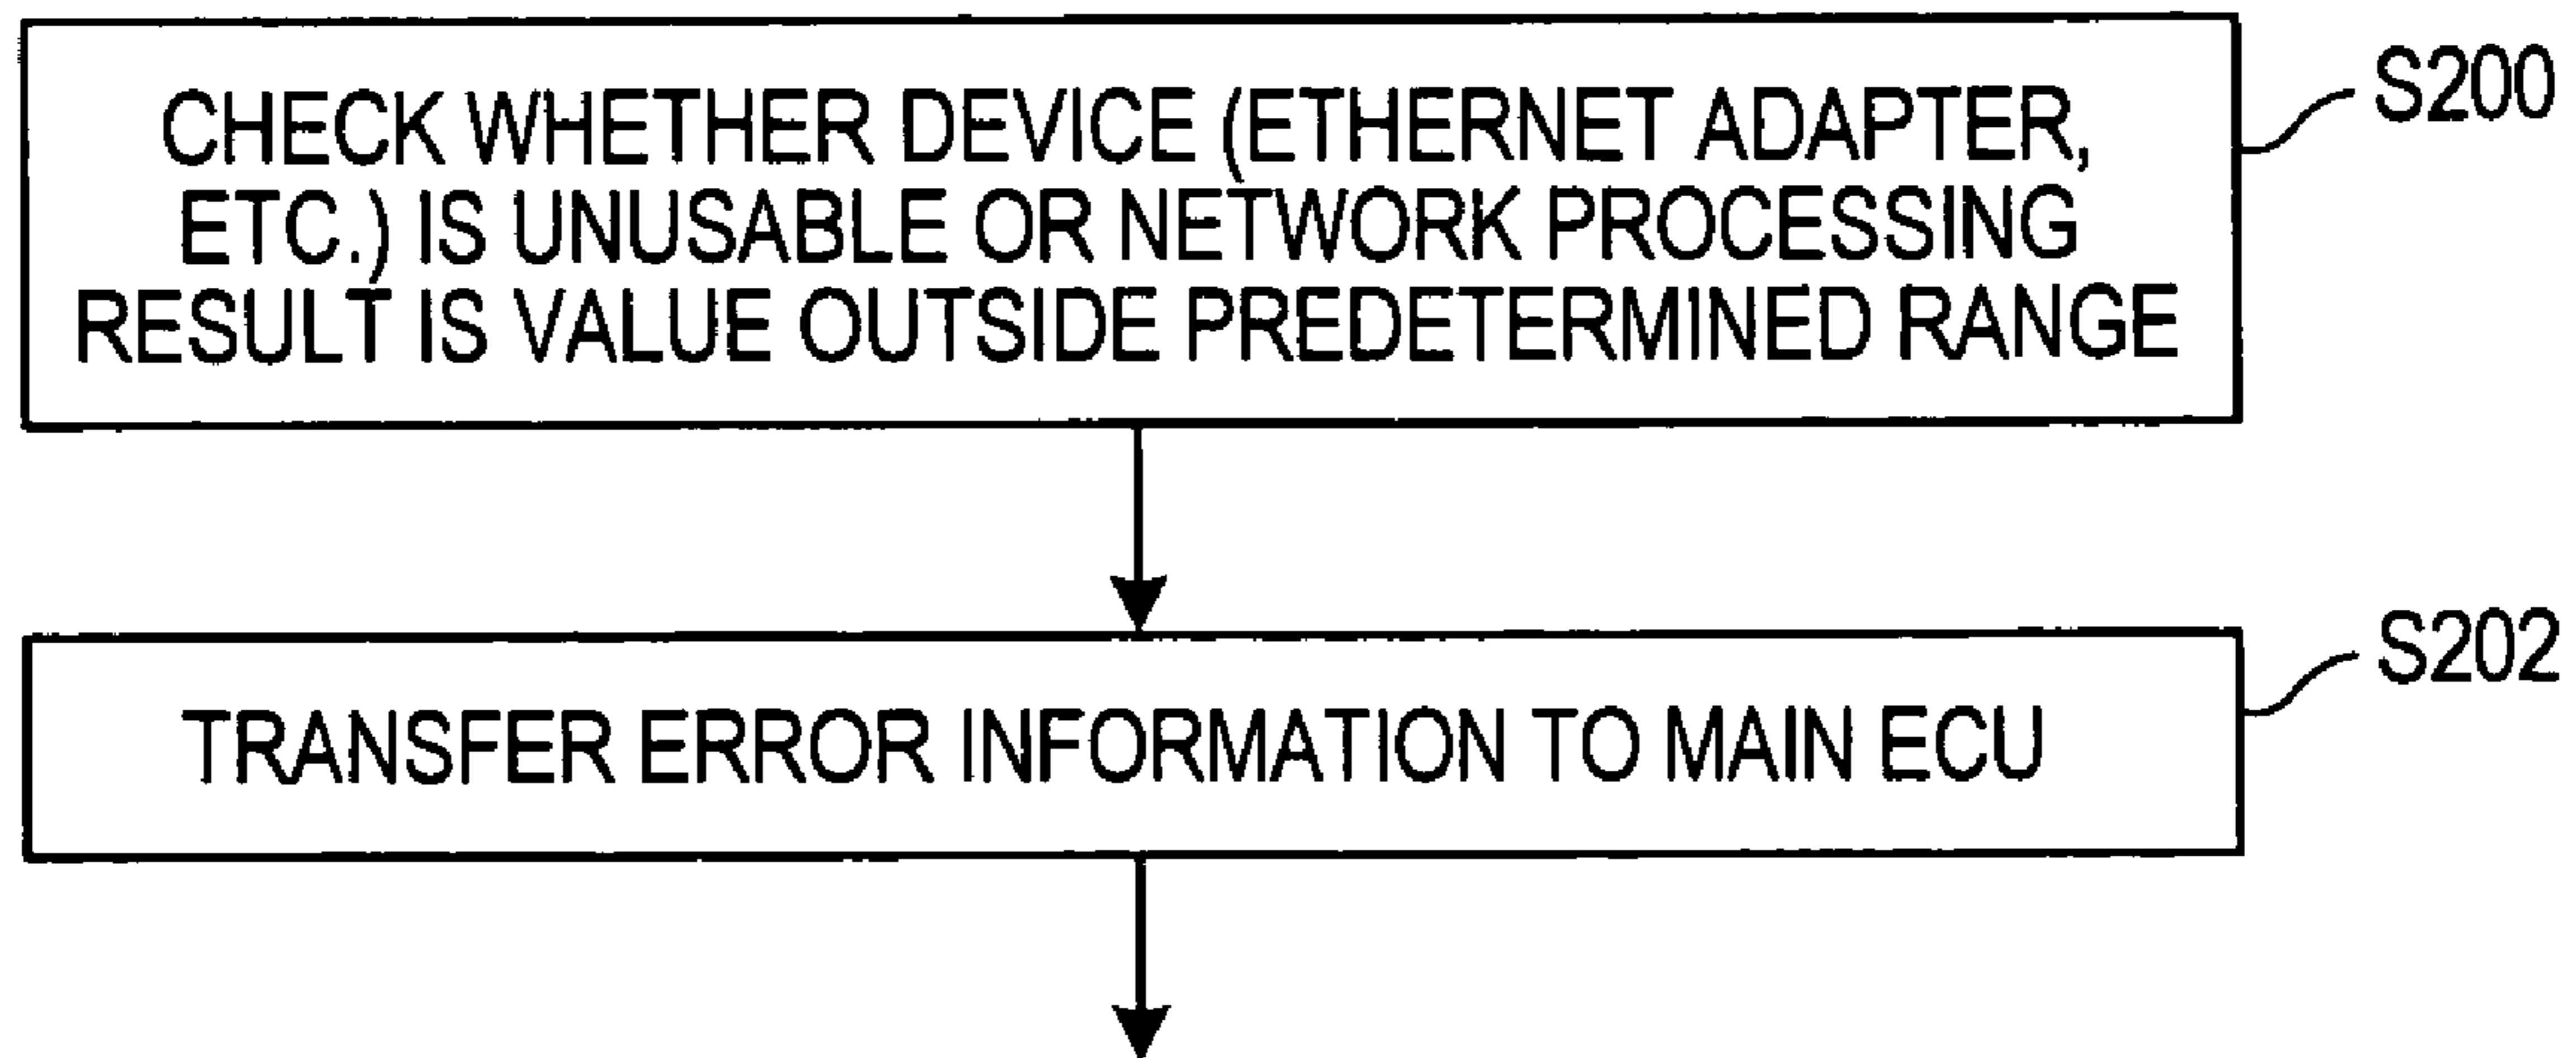 CHECK WHETHER DEVICE (ETHERNET ADAPTER,
ETC.) IS UNUSABLE OR NETWORK PROCESSING
RESULT IS VALUE OUTSIDE PREDETERMINED RANGE
S200
TRANSFER ERROR INFORMATION TO MAIN ECU
S202